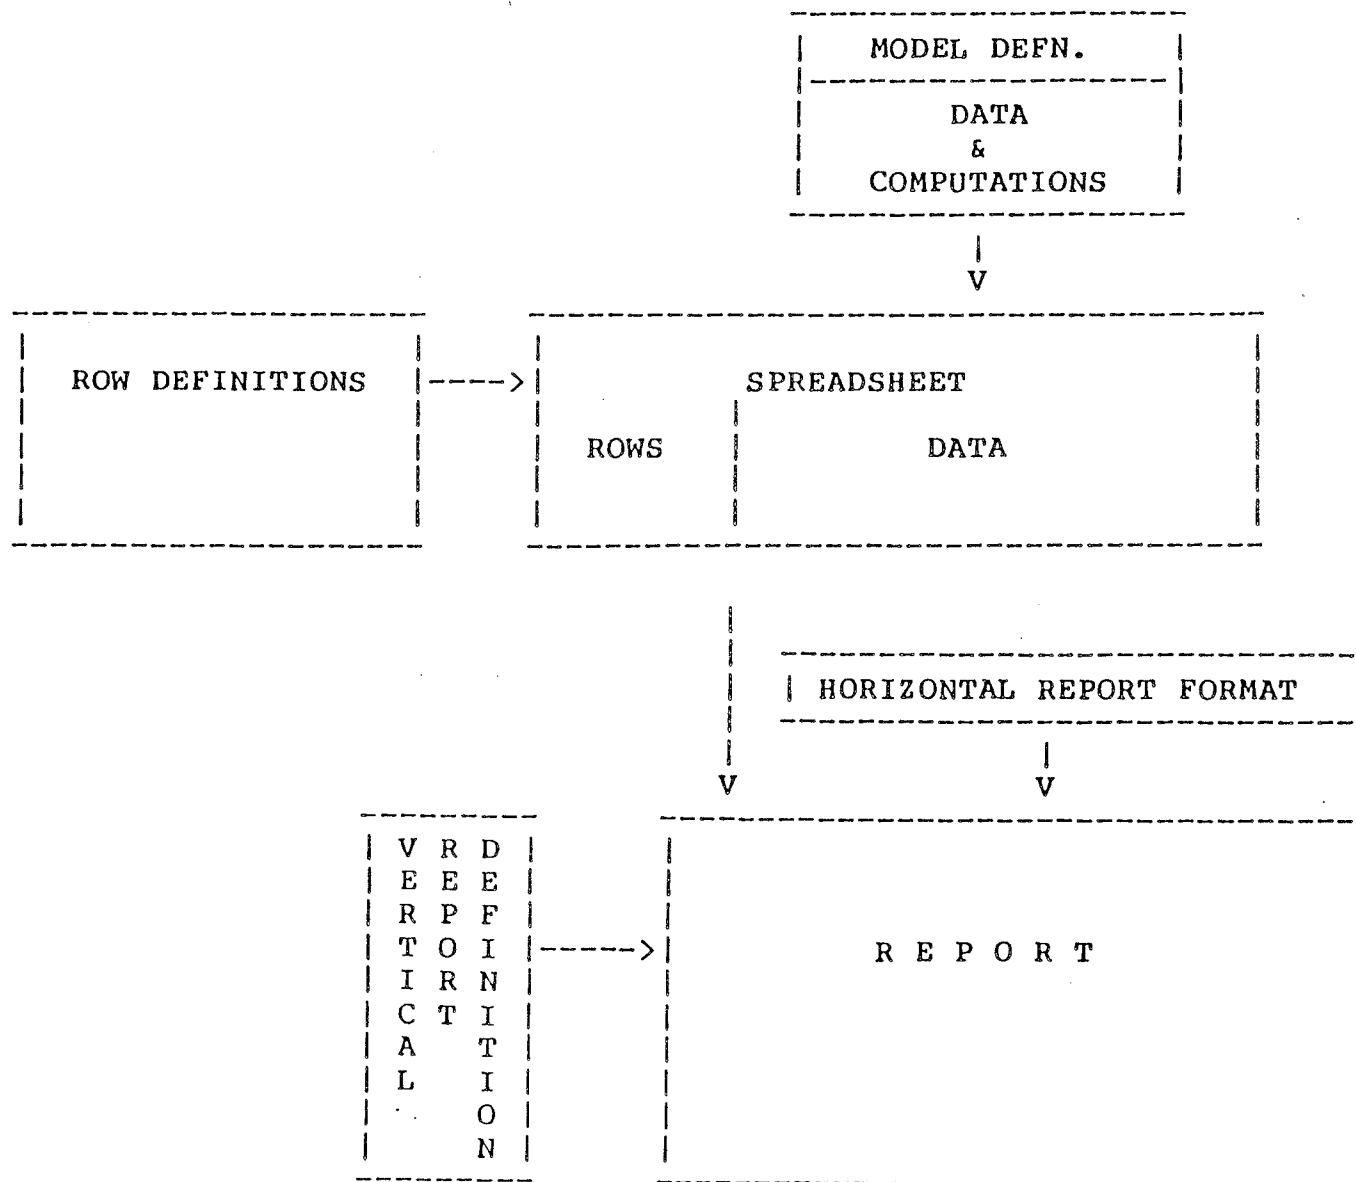 MODEL DEFN.
DATA
&
COMPUTATIONS
ROW DEFINITIONS
SPREADSHEET
ROWS DATA
HORIZONTAL REPORT FORMAT
VERTICAL
REPORT
DEFINITION
R E P O R T